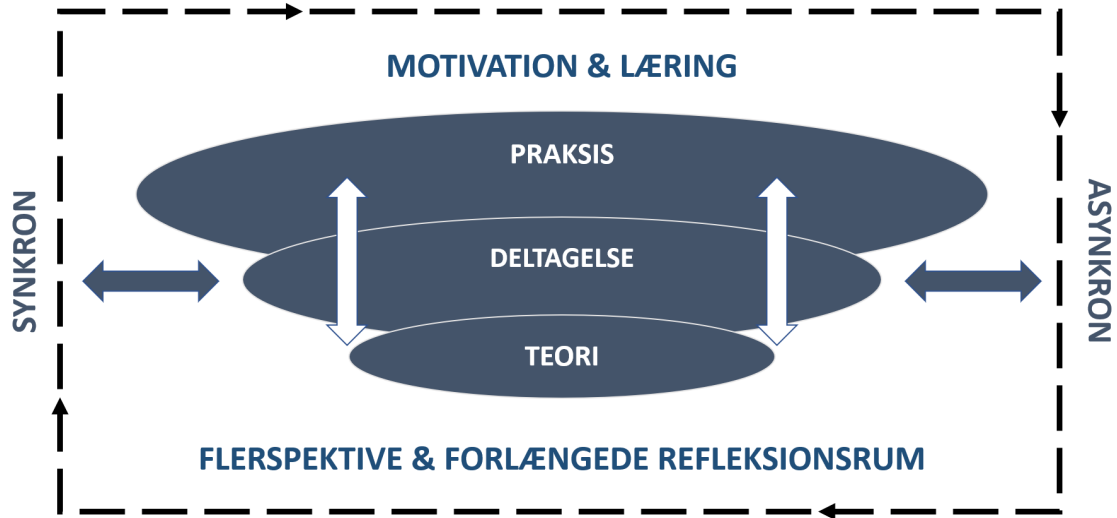 MOTIVATION & LÆRING
PRAKSIS
SYNKRON
DELTAGELSE
ASYNKRON
TEORI
FLERSPEKTIVE & FORLÆNGEDE REFLEKSIONSRUM